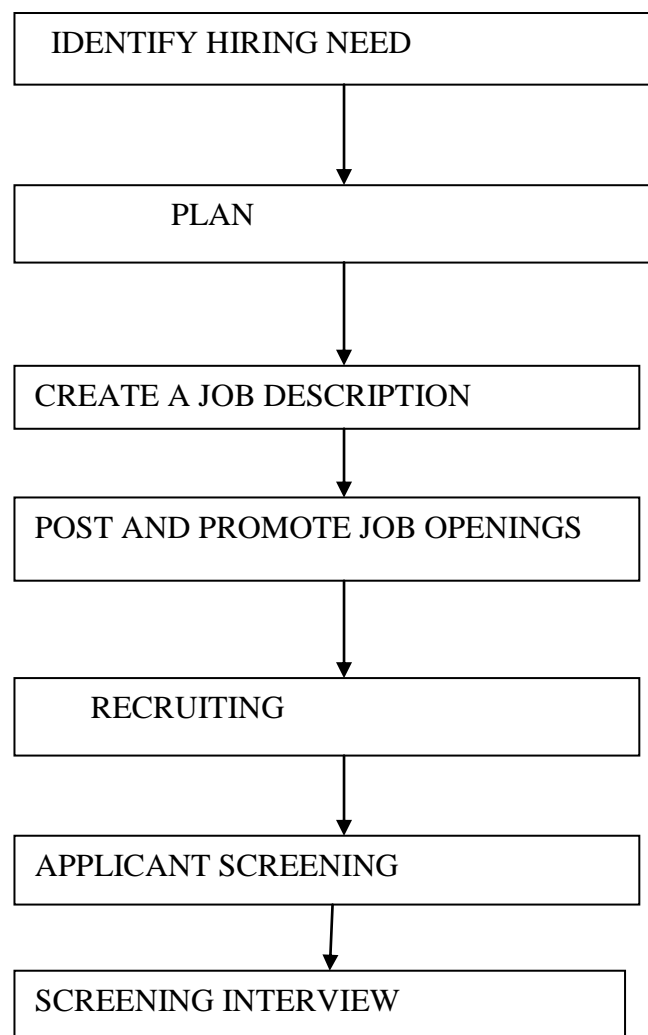 IDENTIFY HIRING NEED
PLAN
CREATE A JOB DESCRIPTION
POST AND PROMOTE JOB OPENINGS
RECRUITING
APPLICANT SCREENING
SCREENING INTERVIEW